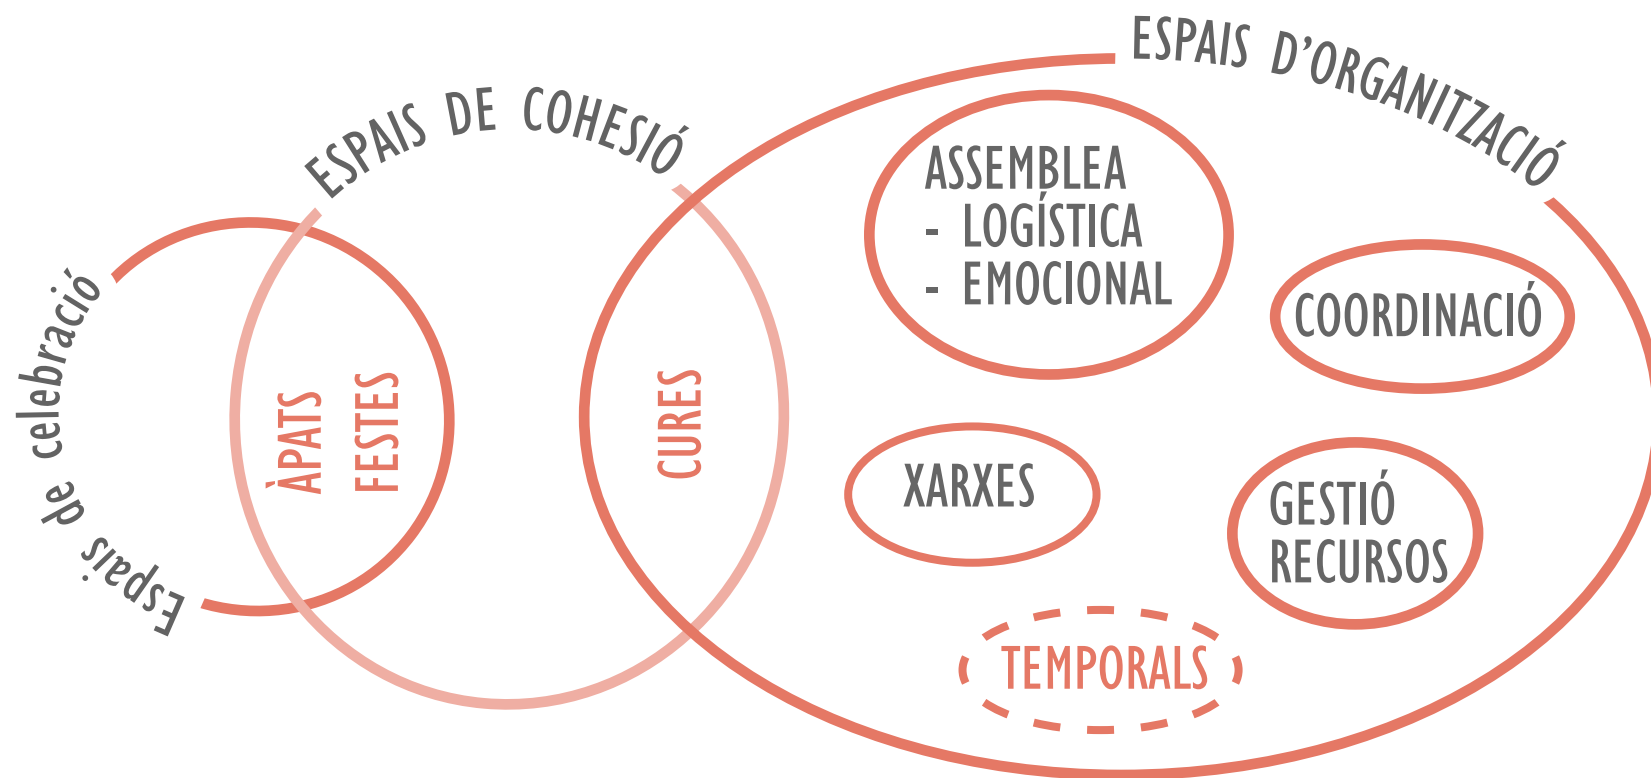 Espais de celebració
ESPAIS DE COHESIÓ
ESPAIS D’ORGANITZACIÓ
ÀPATS
FESTES
CURES
ASSEMBLEA
- LOGÍSTICA
- EMOCIONAL
COORDINACIÓ
XARXES
GESTIÓ
RECURSOS
TEMPORALS